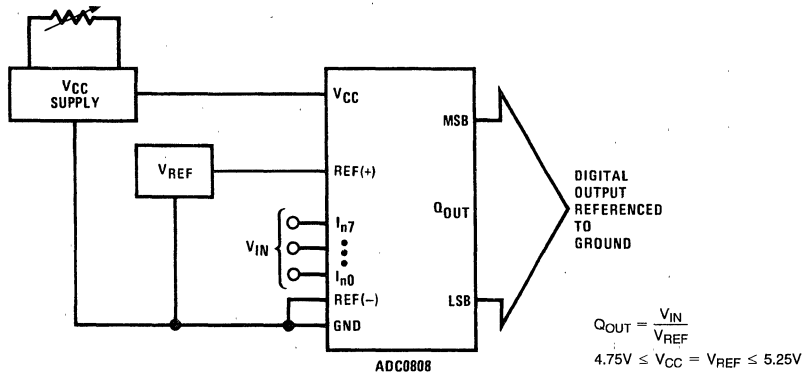 VCC
SUPPLY
VCC
MSB
VREF
REF(+)
DIGITAL
OUTPUT
REFERENCED
TO
GROUND
QOUT
In7
VIN
In0
REF(−)
LSB
GND
QOUT = VIN
VREF
4.75V ≤ VCC = VREF ≤ 5.25V
ADC0808